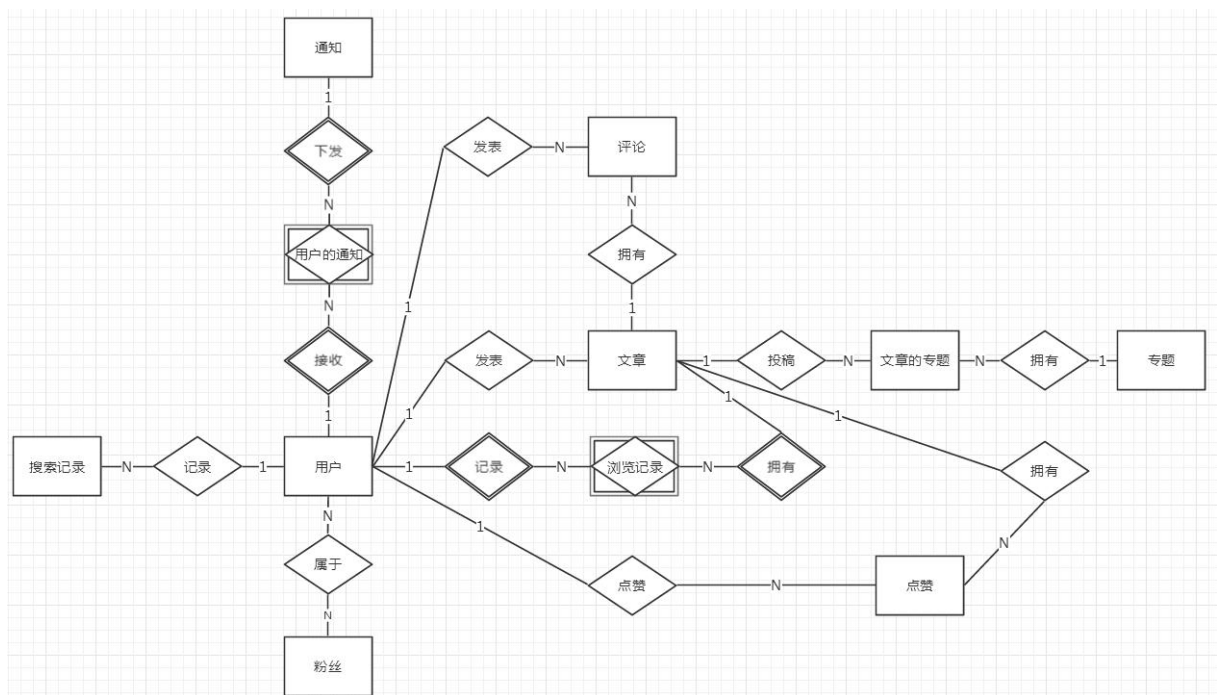 通知
1
下发
发表
N
评论
N
N
用户的通知
拥有
N
1
1
接收
发表
N
文章
1
投稿
N
文章的专题
N
拥有
1
专题
1
1
1
1
搜索记录
N
记录
1
用户
1
记录
N
浏览记录
N
拥有
拥有
N
1
N
属于
点赞
N
点赞
N
粉丝